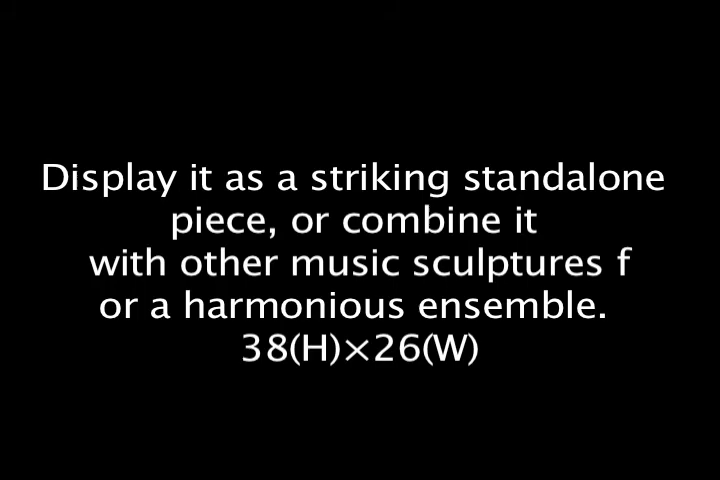 Display it as a striking standalone
piece, or combine it
with other music sculptures f
or a harmonious ensemble.
38(H)×26(W)